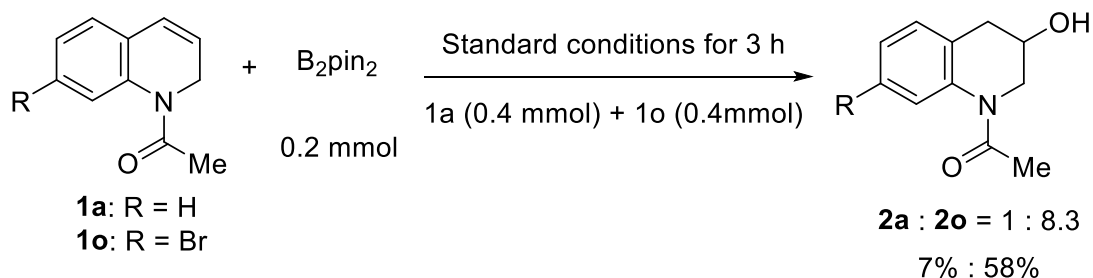 R
N
O
Me
1a: R = H
1o: R = Br
+
B2pin2
0.2 mmol
Standard conditions for 3 h
1a (0.4 mmol) + 1o (0.4mmol)
OH
R
N
O
Me
2a : 2o = 1 : 8.3
7% : 58%